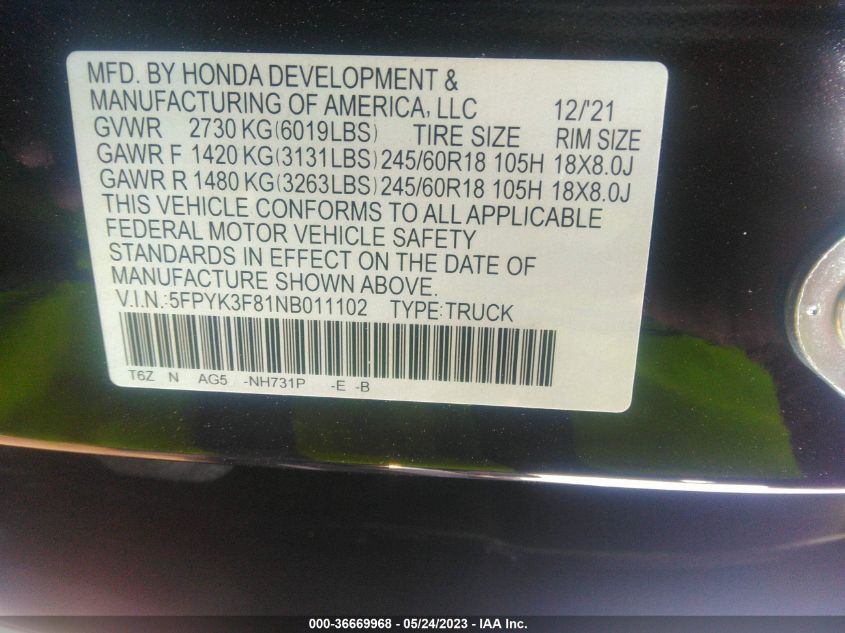 MFD. BY HONDA DEVELOPMENT &
MANUFACTURING OF AMERICA, LLC 12/'21
GVWR 2730 KG(6019LBS) TIRE SIZE RIM SIZE
GAWR F 1420 KG(3131LBS) 245/60R18 105H 18X8.0J
GAWR R 1480 KG(3263LBS) 245/60R18 105H 18X8.0J
THIS VEHICLE CONFORMS TO ALL APPLICABLE
FEDERAL MOTOR VEHICLE SAFETY
STANDARDS IN EFFECT ON THE DATE OF
MANUFACTURE SHOWN ABOVE.
V.I.N.:5FPYK3F81NB011102 TYPE:TRUCK
T6Z N AG5 -NH731P -E -B
000-36669968 - 05/24/2023 - IAA Inc.